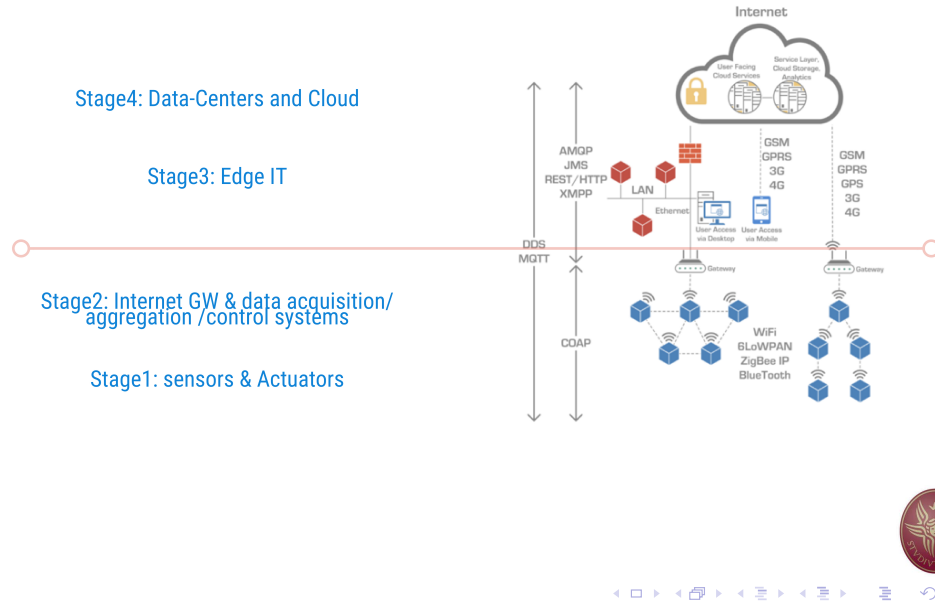 Stage4: Data-Centers and Cloud
Stage3: Edge IT
Stage2: Internet GW & data acquisition/
aggregation /control systems
Stage1: sensors & Actuators
Internet
User Facing
Cloud Services
Service Layer,
Cloud Storage,
Analytics
AMQP
JMS
REST/HTTP
XMPP
LAN
Ethernet
User Access
via Desktop
User Access
via Mobile
GSM
GPRS
3G
4G
GSM
GPRS
GPS
3G
4G
DDS
MQTT
Gateway
Gateway
COAP
WiFi
6LoWPAN
ZigBee IP
BlueTooth